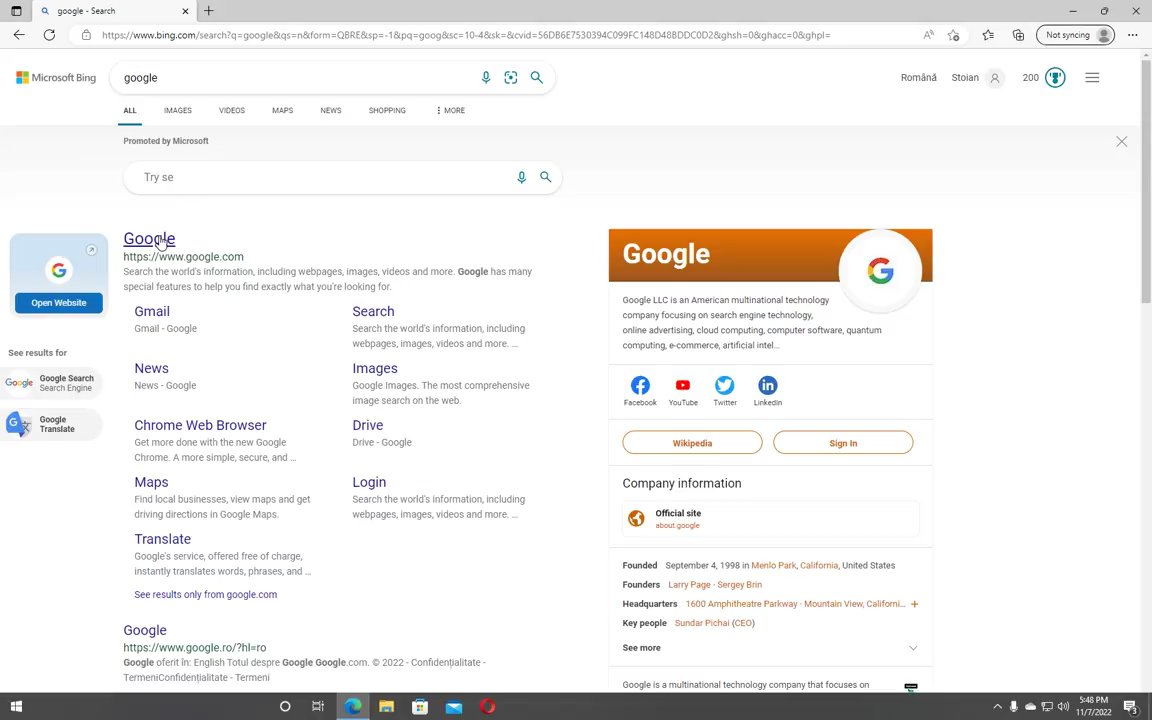 google - Search
https://www.bing.com/search?q=google&qs=n&form=QBRE&sp=-1&pq=goog&sc=10-4&sk=&cvid=56DB6E7530394C099FC148D48BDDC0D2&ghsh=0&ghacc=0&ghpl=
Not syncing
Microsoft Bing
google
Română
Stoian
200
ALL
IMAGES
VIDEOS
MAPS
NEWS
SHOPPING
MORE
Promoted by Microsoft
Try se
Google
https://www.google.com
Search the world's information, including webpages, images, videos and more. Google has many
special features to help you find exactly what you're looking for.
Open Website
See results for
Google
Google Search
Search Engine
Google
Translate
Gmail
Gmail - Google
Search
Search the world's information, including
webpages, images, videos and more. ...
News
News - Google
Images
Google Images. The most comprehensive
image search on the web.
Chrome Web Browser
Get more done with the new Google
Chrome. A more simple, secure, and ...
Drive
Drive - Google
Maps
Find local businesses, view maps and get
driving directions in Google Maps.
Login
Search the world's information, including
webpages, images, videos and more. ...
Translate
Google's service, offered free of charge,
instantly translates words, phrases, and ...
See results only from google.com
Google
https://www.google.ro/?hl=ro
Google oferit în: English Totul despre Google Google.com. © 2022 - Confidențialitate -
TermeniConfidențialitate - Termeni
Google
Google LLC is an American multinational technology
company focusing on search engine technology,
online advertising, cloud computing, computer software, quantum
computing, e-commerce, artificial intel...
Facebook
YouTube
Twitter
LinkedIn
Wikipedia
Sign In
Company information
Official site
about.google
Founded September 4, 1998 in Menlo Park, California, United States
Founders Larry Page · Sergey Brin
Headquarters 1600 Amphitheatre Parkway · Mountain View, Californi...
Key people Sundar Pichai (CEO)
See more
Google is a multinational technology company that focuses on
5:48 PM
11/7/2022
3